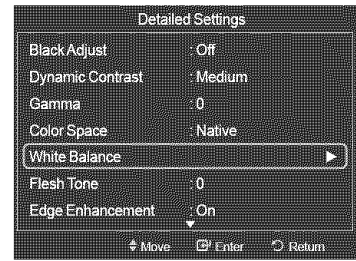 Detailed Settings
Black Adjust : Off
Dynamic Contrast : Medium
Gamma : 0
Color Space : Native
White Balance
Flesh Tone : 0
Edge Enhancement : On
Move Enter Return